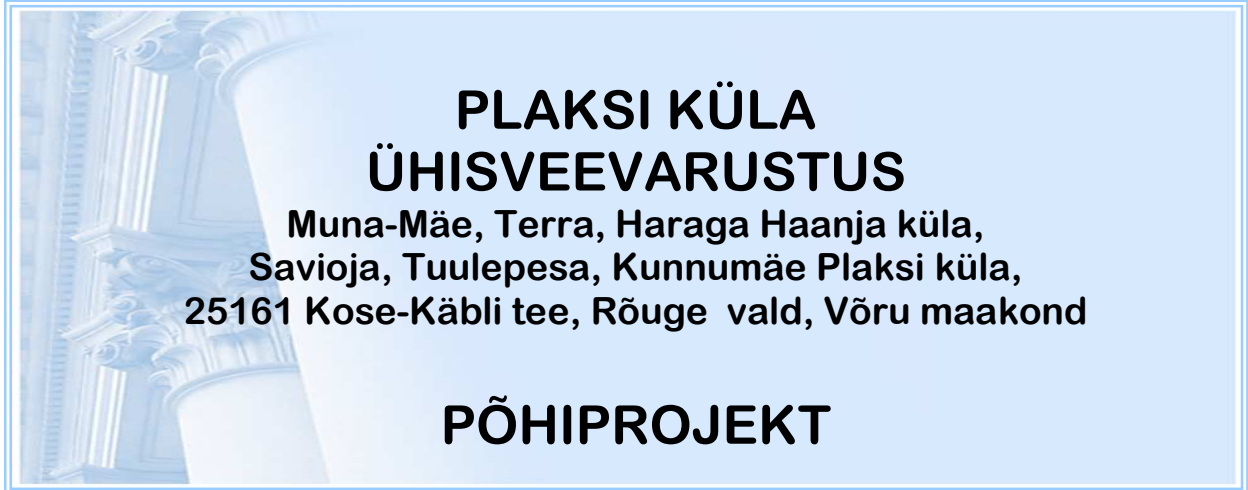 PLAKSI KÜLA
ÜHISVEEVARUSTUS
Muna-Mäe, Terra, Haraga Haanja küla,
Savioja, Tuulepesa, Kunnumäe Plaksi küla,
25161 Kose-Käbli tee, Rõuge vald, Võru maakond
PÕHIPROJEKT